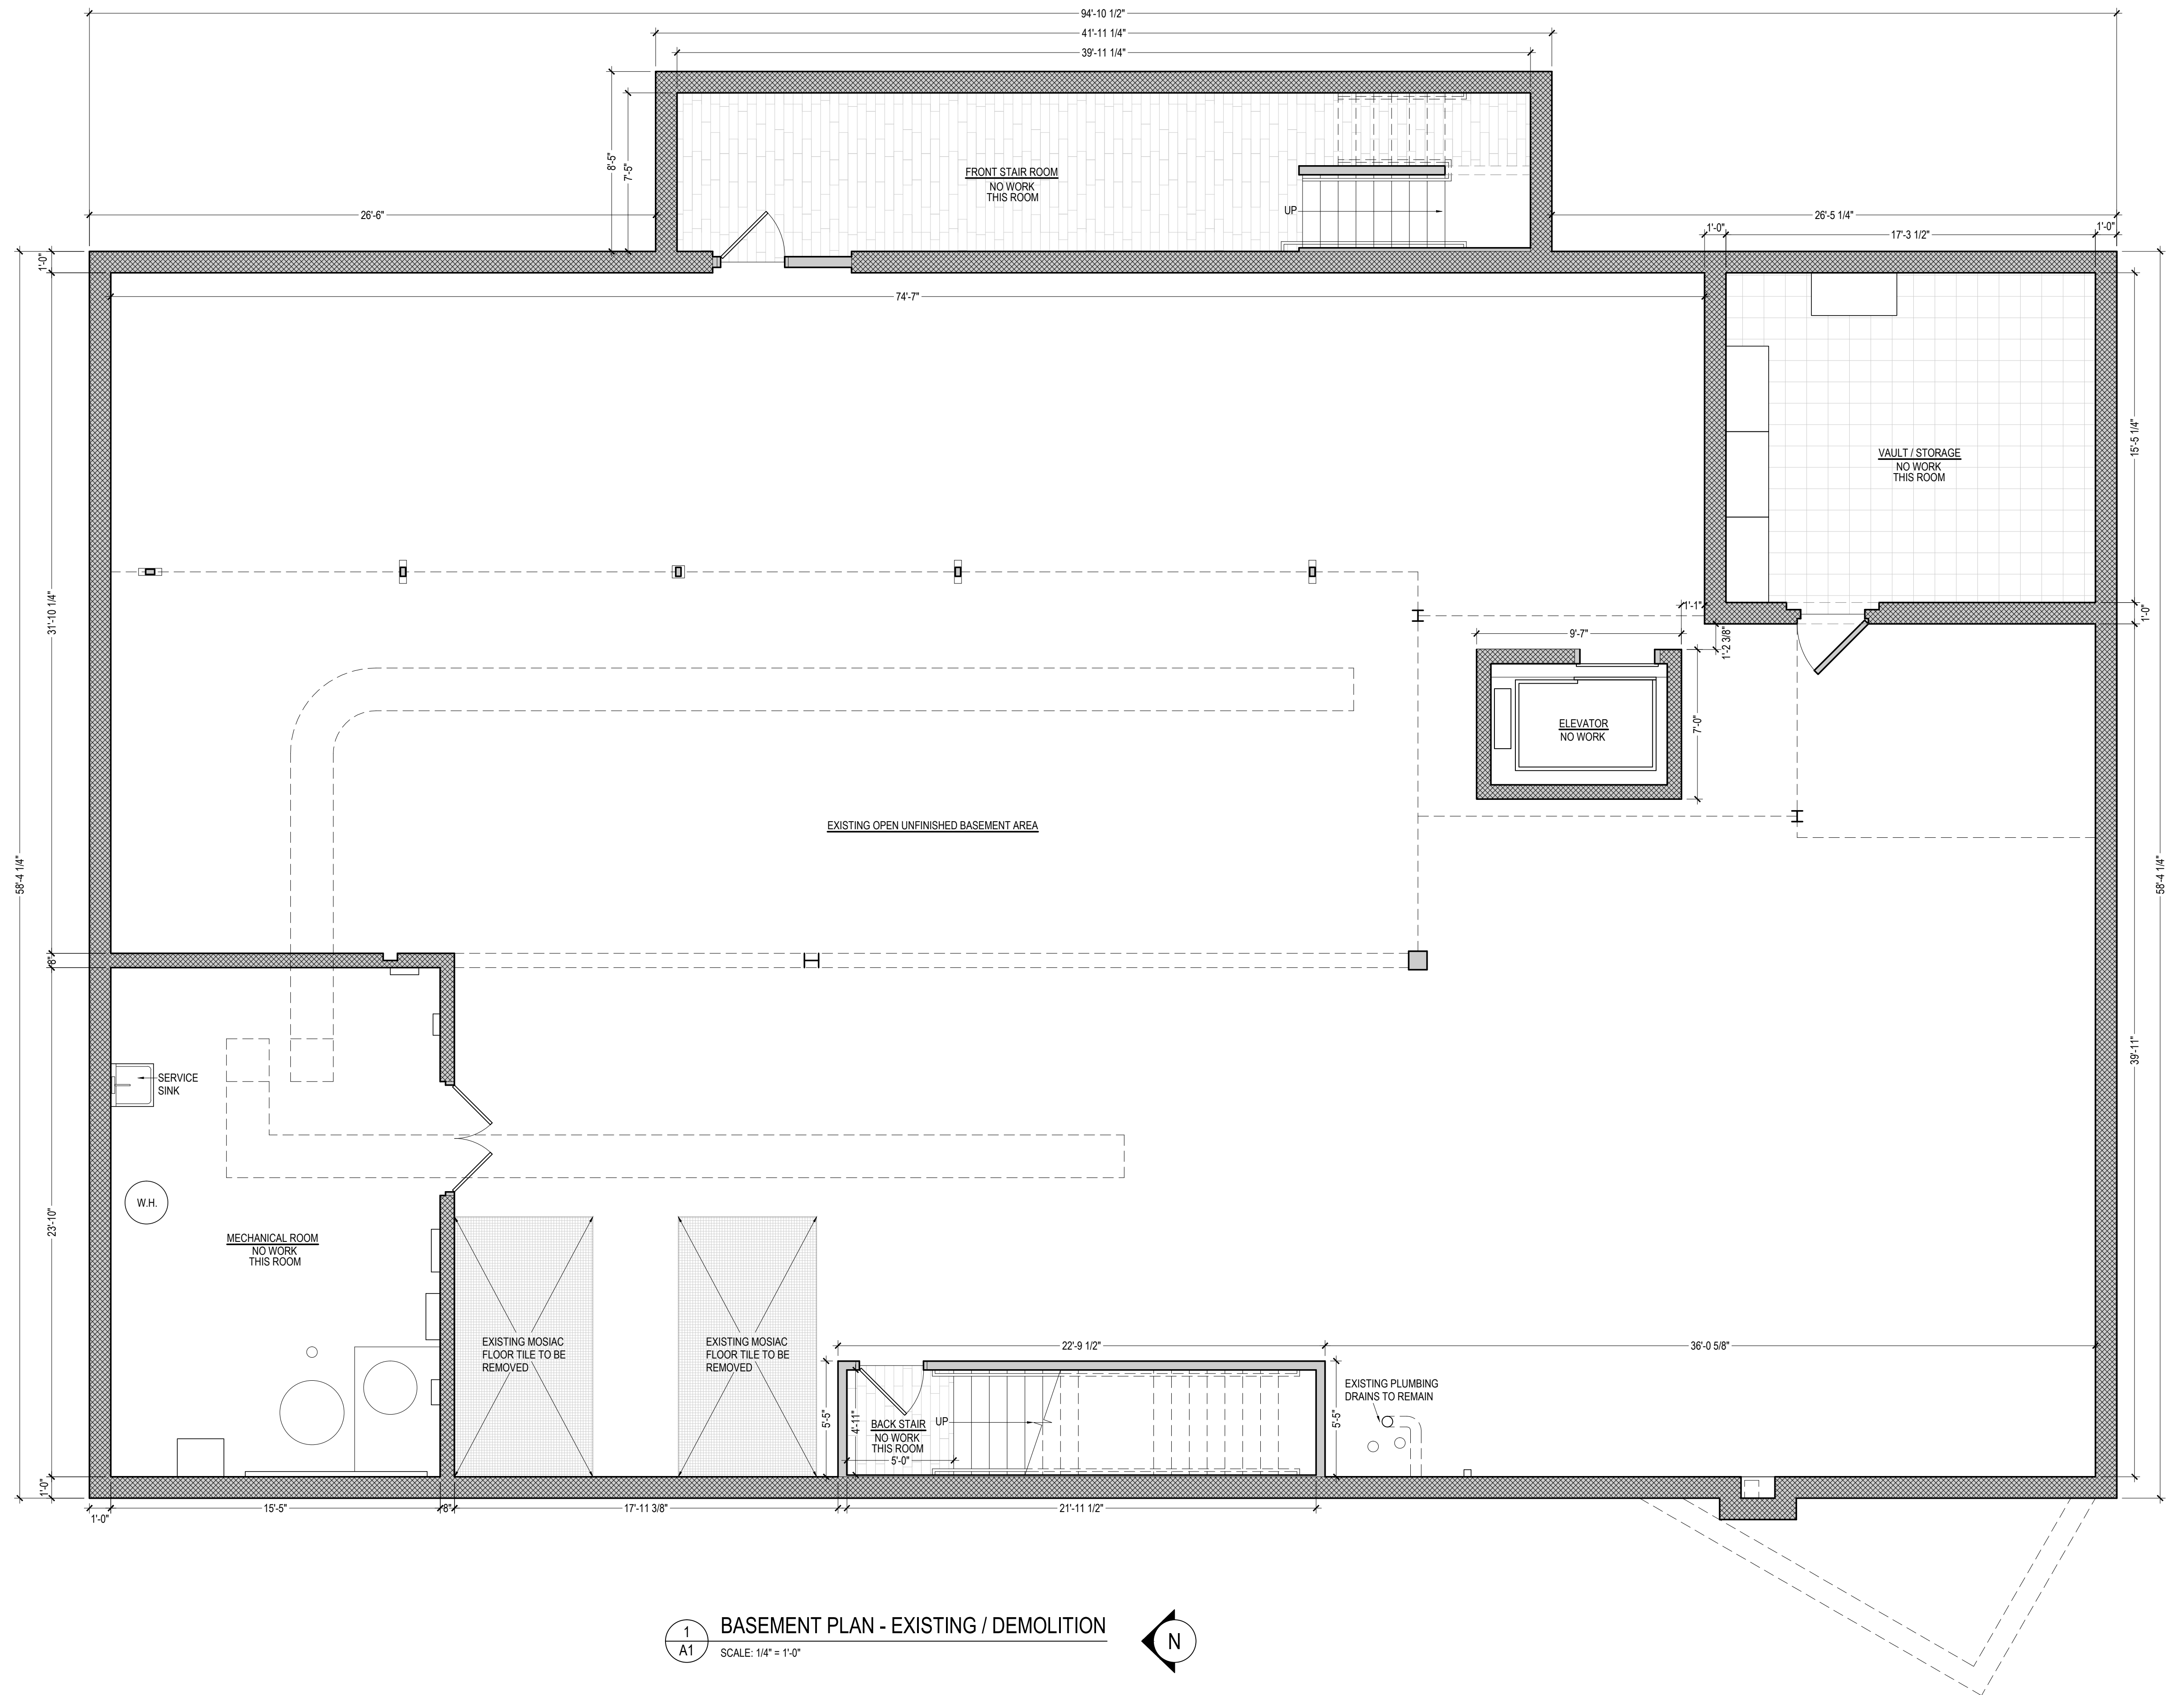 94'-10 1/2"
41'-11 1/4"
39'-11 1/4"
8'-5"
7'-5"
FRONT STAIR ROOM
NO WORK
THIS ROOM
UP
26'-6"
26'-5 1/4"
1'-0"
17'-3 1/2"
1'-0"
1'-0"
74'-7"
15'-5 1/4"
VAULT / STORAGE
NO WORK
THIS ROOM
31'-10 1/4"
1'-1"
1'-0"
9'-7"
1'-2 3/8"
ELEVATOR
NO WORK
7'-0"
EXISTING OPEN UNFINISHED BASEMENT AREA
58'-4 1/4"
58'-4 1/4"
8"
39'-11"
SERVICE
SINK
W.H.
23'-10"
MECHANICAL ROOM
NO WORK
THIS ROOM
EXISTING MOSIAC
FLOOR TILE TO BE
REMOVED
EXISTING MOSIAC
FLOOR TILE TO BE
REMOVED
22'-9 1/2"
36'-0 5/8"
EXISTING PLUMBING
DRAINS TO REMAIN
5'-5"
4'-11"
BACK STAIR
NO WORK
THIS ROOM
UP
5'-0"
5'-5"
1'-0"
1'-0"
15'-5"
8"
17'-11 3/8"
21'-11 1/2"
1
A1
BASEMENT PLAN - EXISTING / DEMOLITION
SCALE: 1/4" = 1'-0"
N